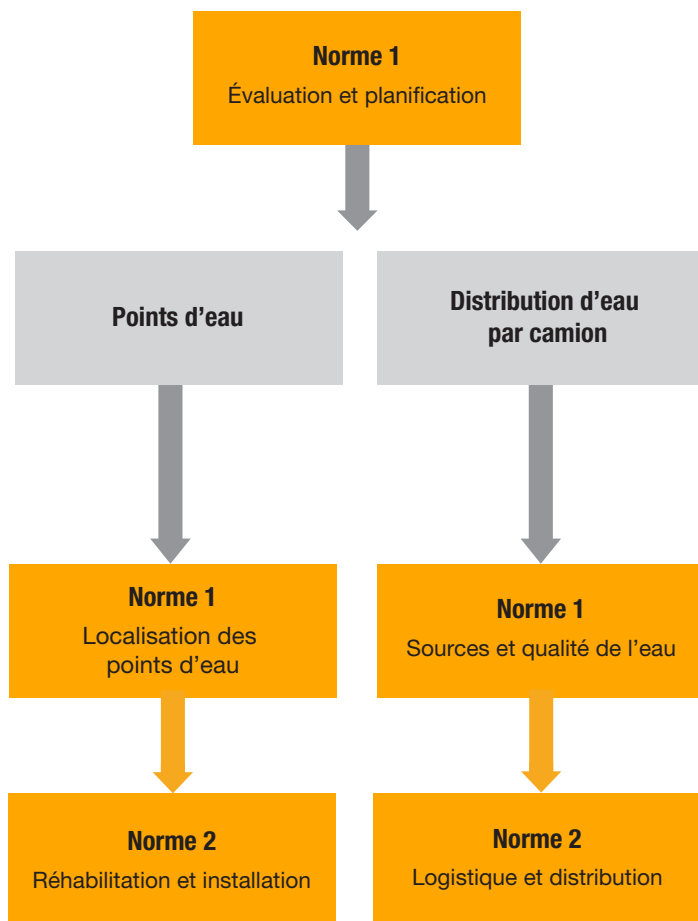 Norme 1
Évaluation et planification
Points d’eau
Distribution d’eau
par camion
Norme 1
Localisation des
points d’eau
Norme 1
Sources et qualité de l’eau
Norme 2
Réhabilitation et installation
Norme 2
Logistique et distribution